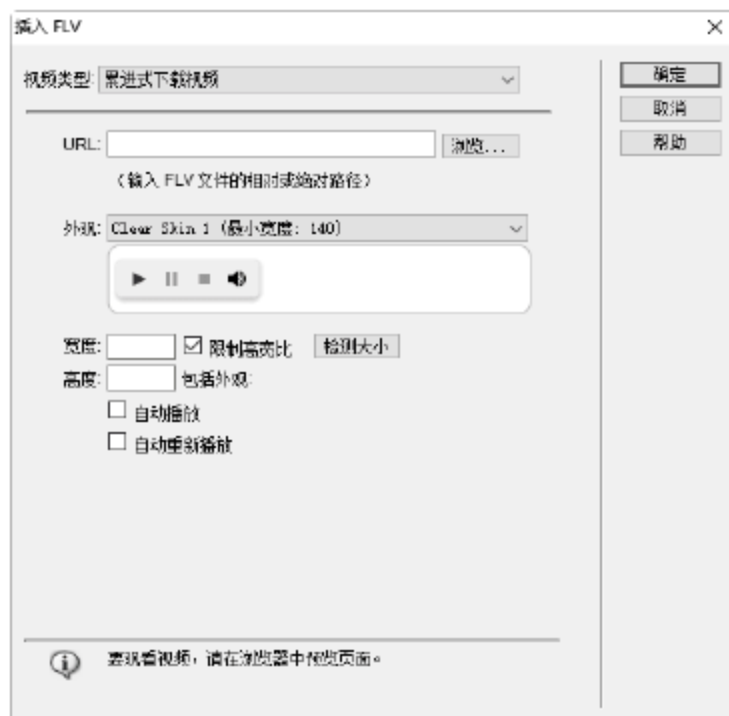 插入 FLV
视频类型: 累进式下载视频
确定
取消
帮助
URL: 浏览...
(输入 FLV 文件的相对或绝对路径)
外观: Clear Skin 1 (最小宽度: 140)
宽度: 限制高宽比 检测大小
高度: 包括外观:
自动播放
自动重新播放
要观看视频，请在浏览器中预览页面。